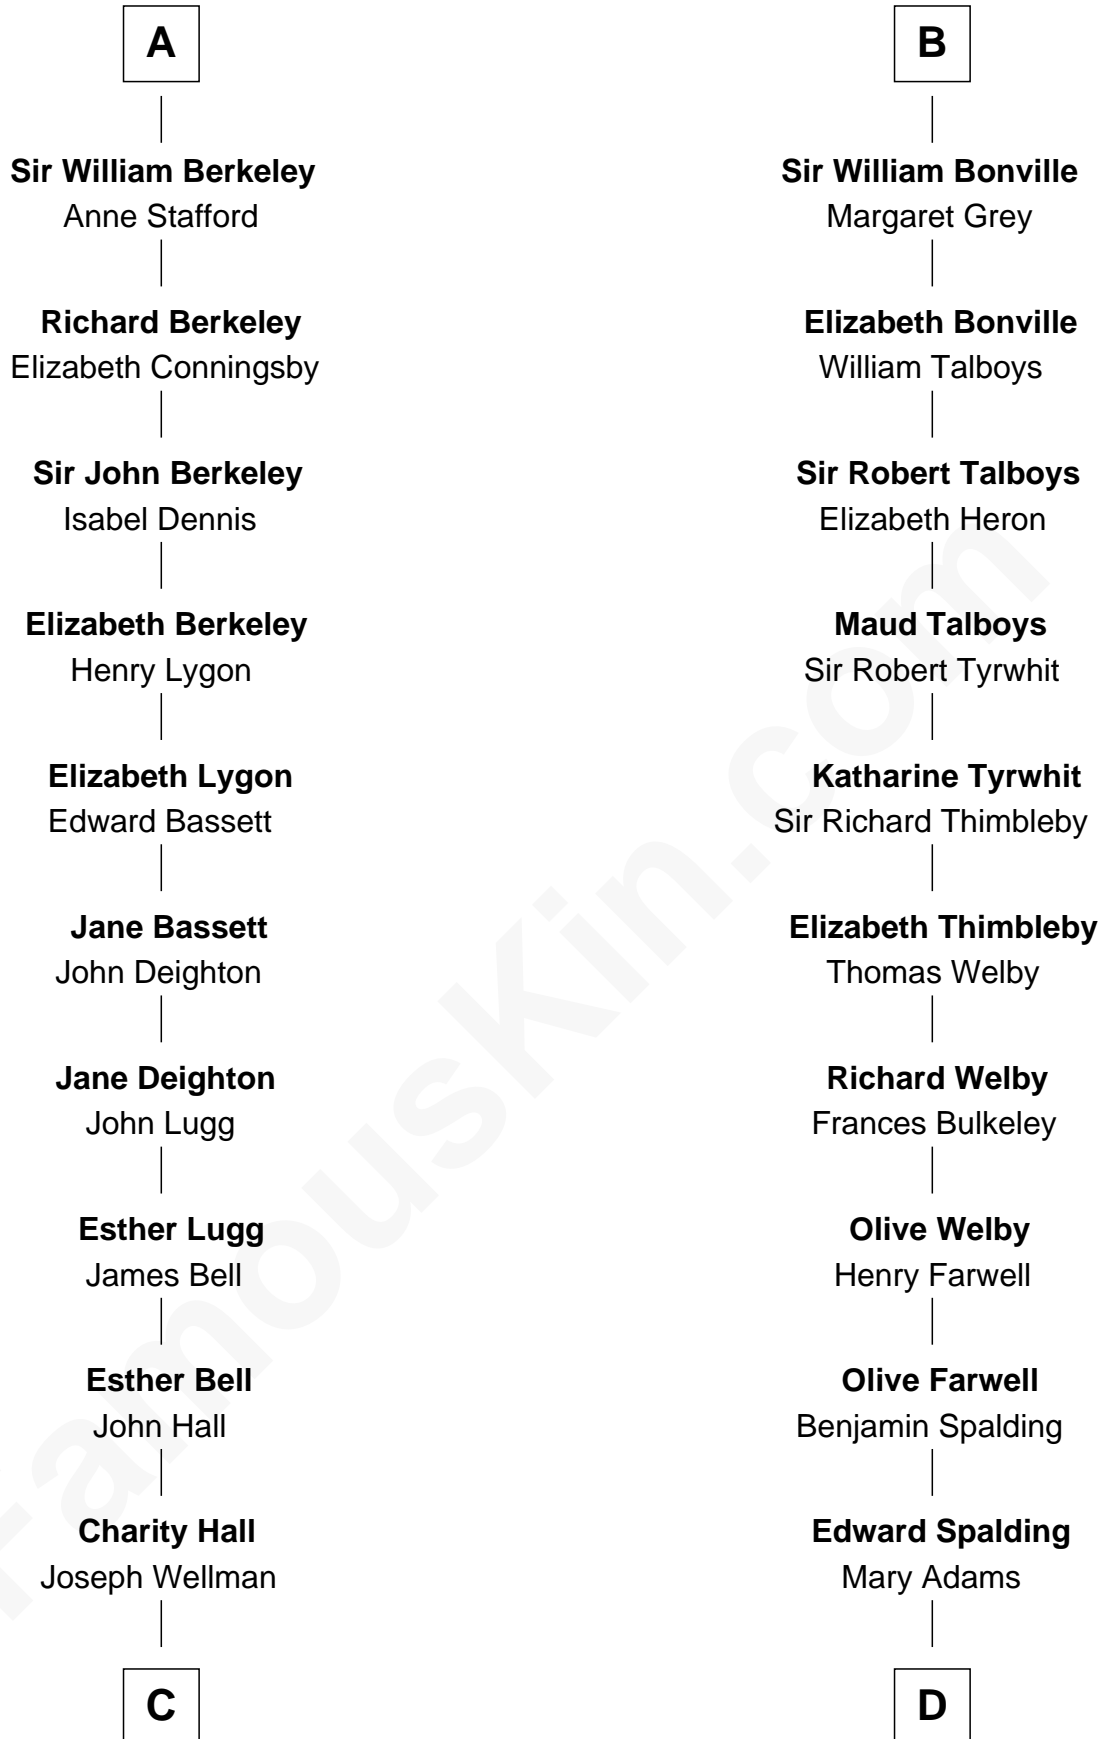 A
Sir William Berkeley
Anne Stafford
Richard Berkeley
Elizabeth Conningsby
Sir John Berkeley
Isabel Dennis
Elizabeth Berkeley
Henry Lygon
Elizabeth Lygon
Edward Bassett
Jane Bassett
John Deighton
Jane Deighton
John Lugg
Esther Lugg
James Bell
Esther Bell
John Hall
Charity Hall
Joseph Wellman
C
B
Sir William Bonville
Margaret Grey
Elizabeth Bonville
William Talboys
Sir Robert Talboys
Elizabeth Heron
Maud Talboys
Sir Robert Tyrwhit
Katharine Tyrwhit
Sir Richard Thimbleby
Elizabeth Thimbleby
Thomas Welby
Richard Welby
Frances Bulkeley
Olive Welby
Henry Farwell
Olive Farwell
Benjamin Spalding
Edward Spalding
Mary Adams
D
FamousKin.com